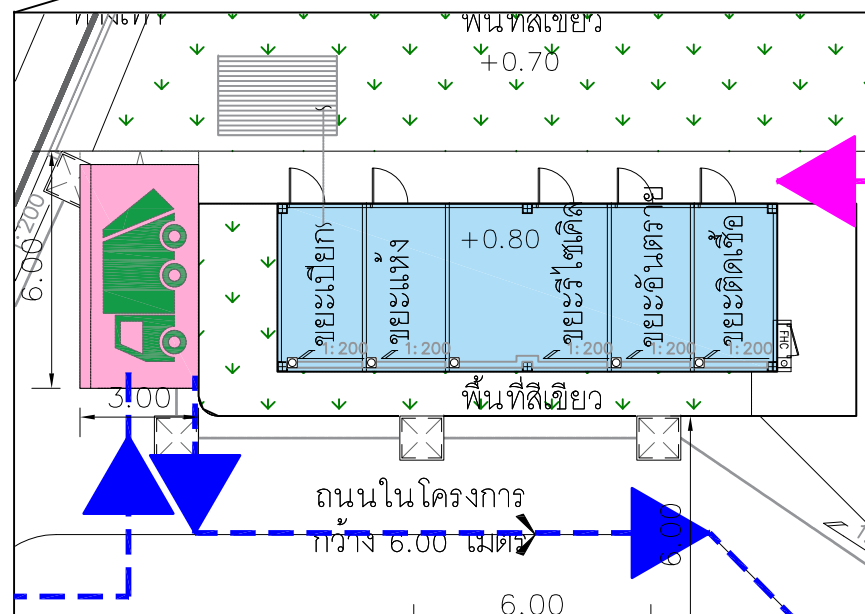 พื้นที่สีเขียว
+0.70
1:200
6.00
ขยะเปียก
ขยะแห้ง
+0.80
ขยะรีไซเคิล
ขยะอันตราย
ขยะติดเชื้อ
FHC
1:200
1:200
1:200
1:200
1:200
3.00
พื้นที่สีเขียว
ถนนในโครงการ
กว้าง 6.00 เมตร
6.00
6.00